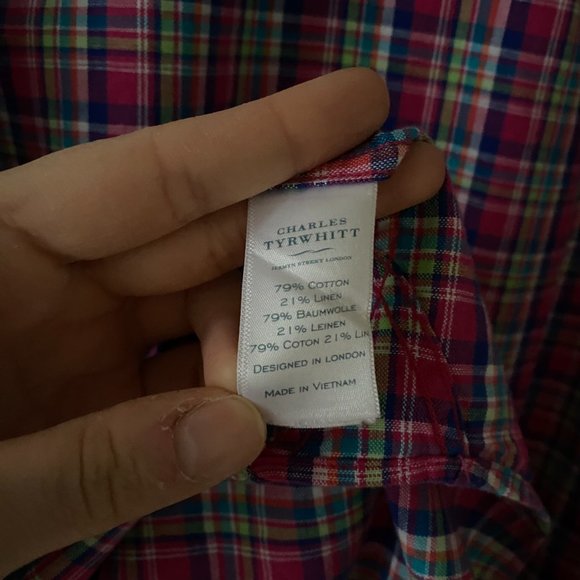 CHARLES
TYRWHITT
JERMYN STREET LONDON
79% COTTON
21% LINEN
79% BAUMWOLLE
21% LEINEN
79% COTON 21% LIN
DESIGNED IN LONDON
MADE IN VIETNAM